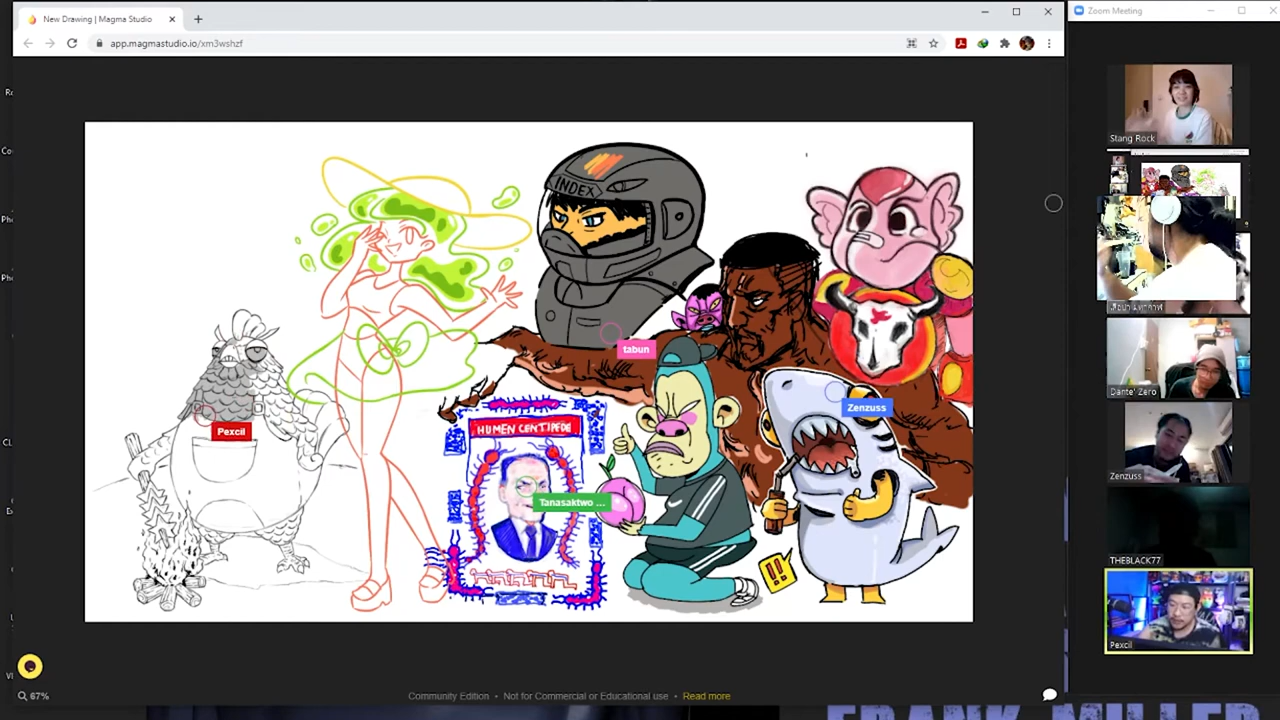 New Drawing | Magma Studio
Zoom Meeting
app.magmastudio.io/xm3wshzf
Stang Rock
INDEX
tabun
Dante' Zero
Zenzuss
Pexcil
HUMEN CENTIPEDE
Zenzuss
Tanasaktwo ...
!!
THEBLACK77
Pexcil
67%
Community Edition • Not for Commercial or Educational use • Read more
FRANK MILLER